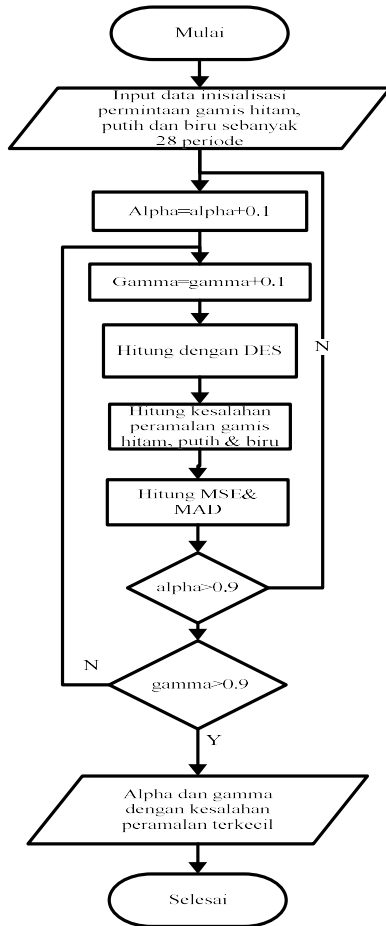 Mulai
Input data inisialisasi
permintaan gamis hitam,
putih dan biru sebanyak
28 periode
Alpha=alpha+0.1
Gamma=gamma+0.1
Hitung dengan DES
N
Hitung kesalahan
peramalan gamis
hitam, putih & biru
Hitung MSE&
MAD
alpha>0.9
N
gamma>0.9
Y
Alpha dan gamma
dengan kesalahan
peramalan terkecil
Selesai